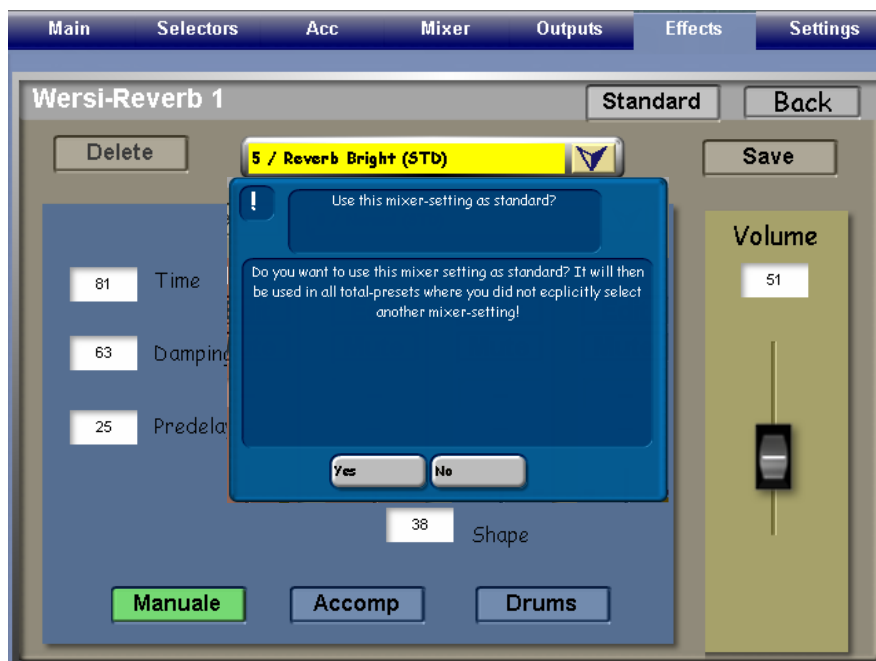 Main Selectors Acc Mixer Outputs Effects Settings
Wersi-Reverb 1 Standard Back
Delete 5 / Reverb Bright (STD) Save
! Use this mixer-setting as standard?
Volume
Do you want to use this mixer setting as standard? It will then
be used in all total-presets where you did not ecplicitly select
another mixer-setting!
81 Time 51
63 Damping
25 Predela
Yes No
38 Shape
Manuale Accomp Drums